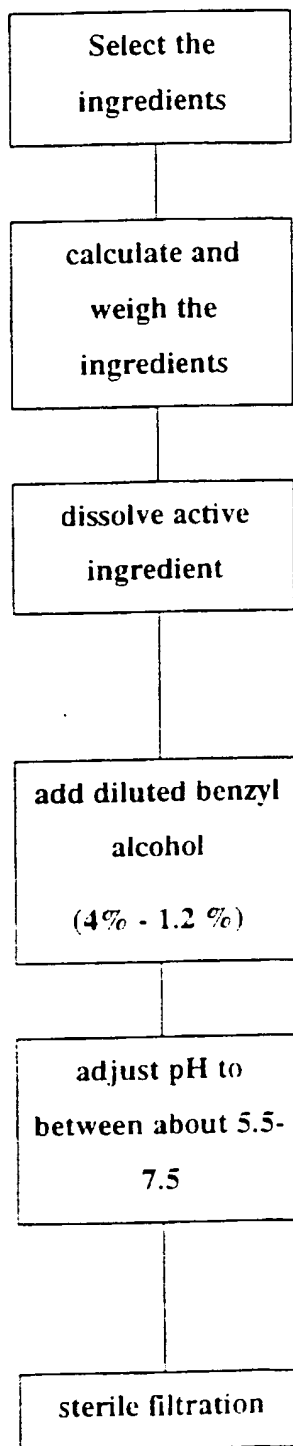 Select the
ingredients
calculate and
weigh the
ingredients
dissolve active
ingredient
add diluted benzyl
alcohol
(4% - 1.2 %)
adjust pH to
between about 5.5-
7.5
sterile filtration